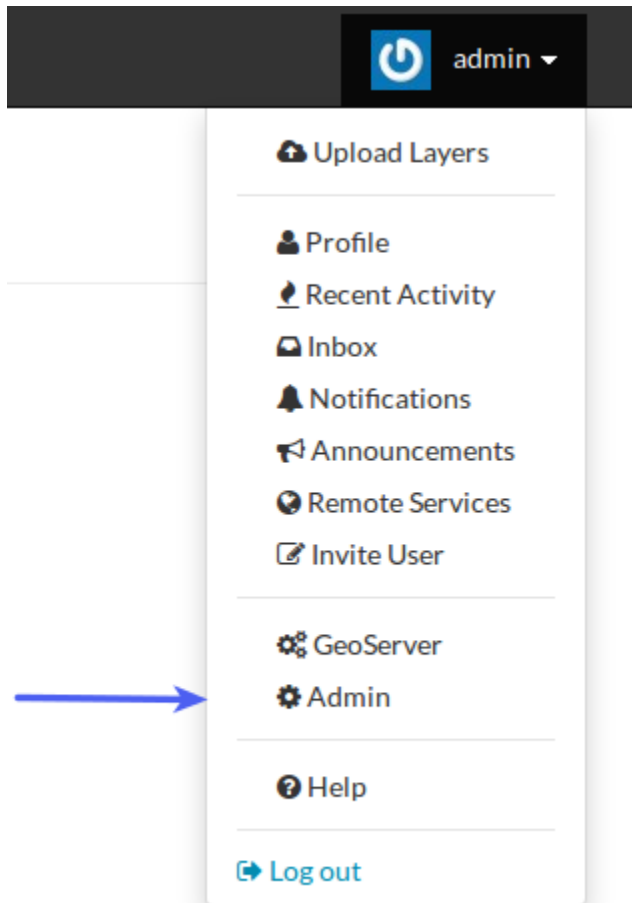 admin
Upload Layers
Profile
Recent Activity
Inbox
Notifications
Announcements
Remote Services
Invite User
GeoServer
Admin
Help
Log out